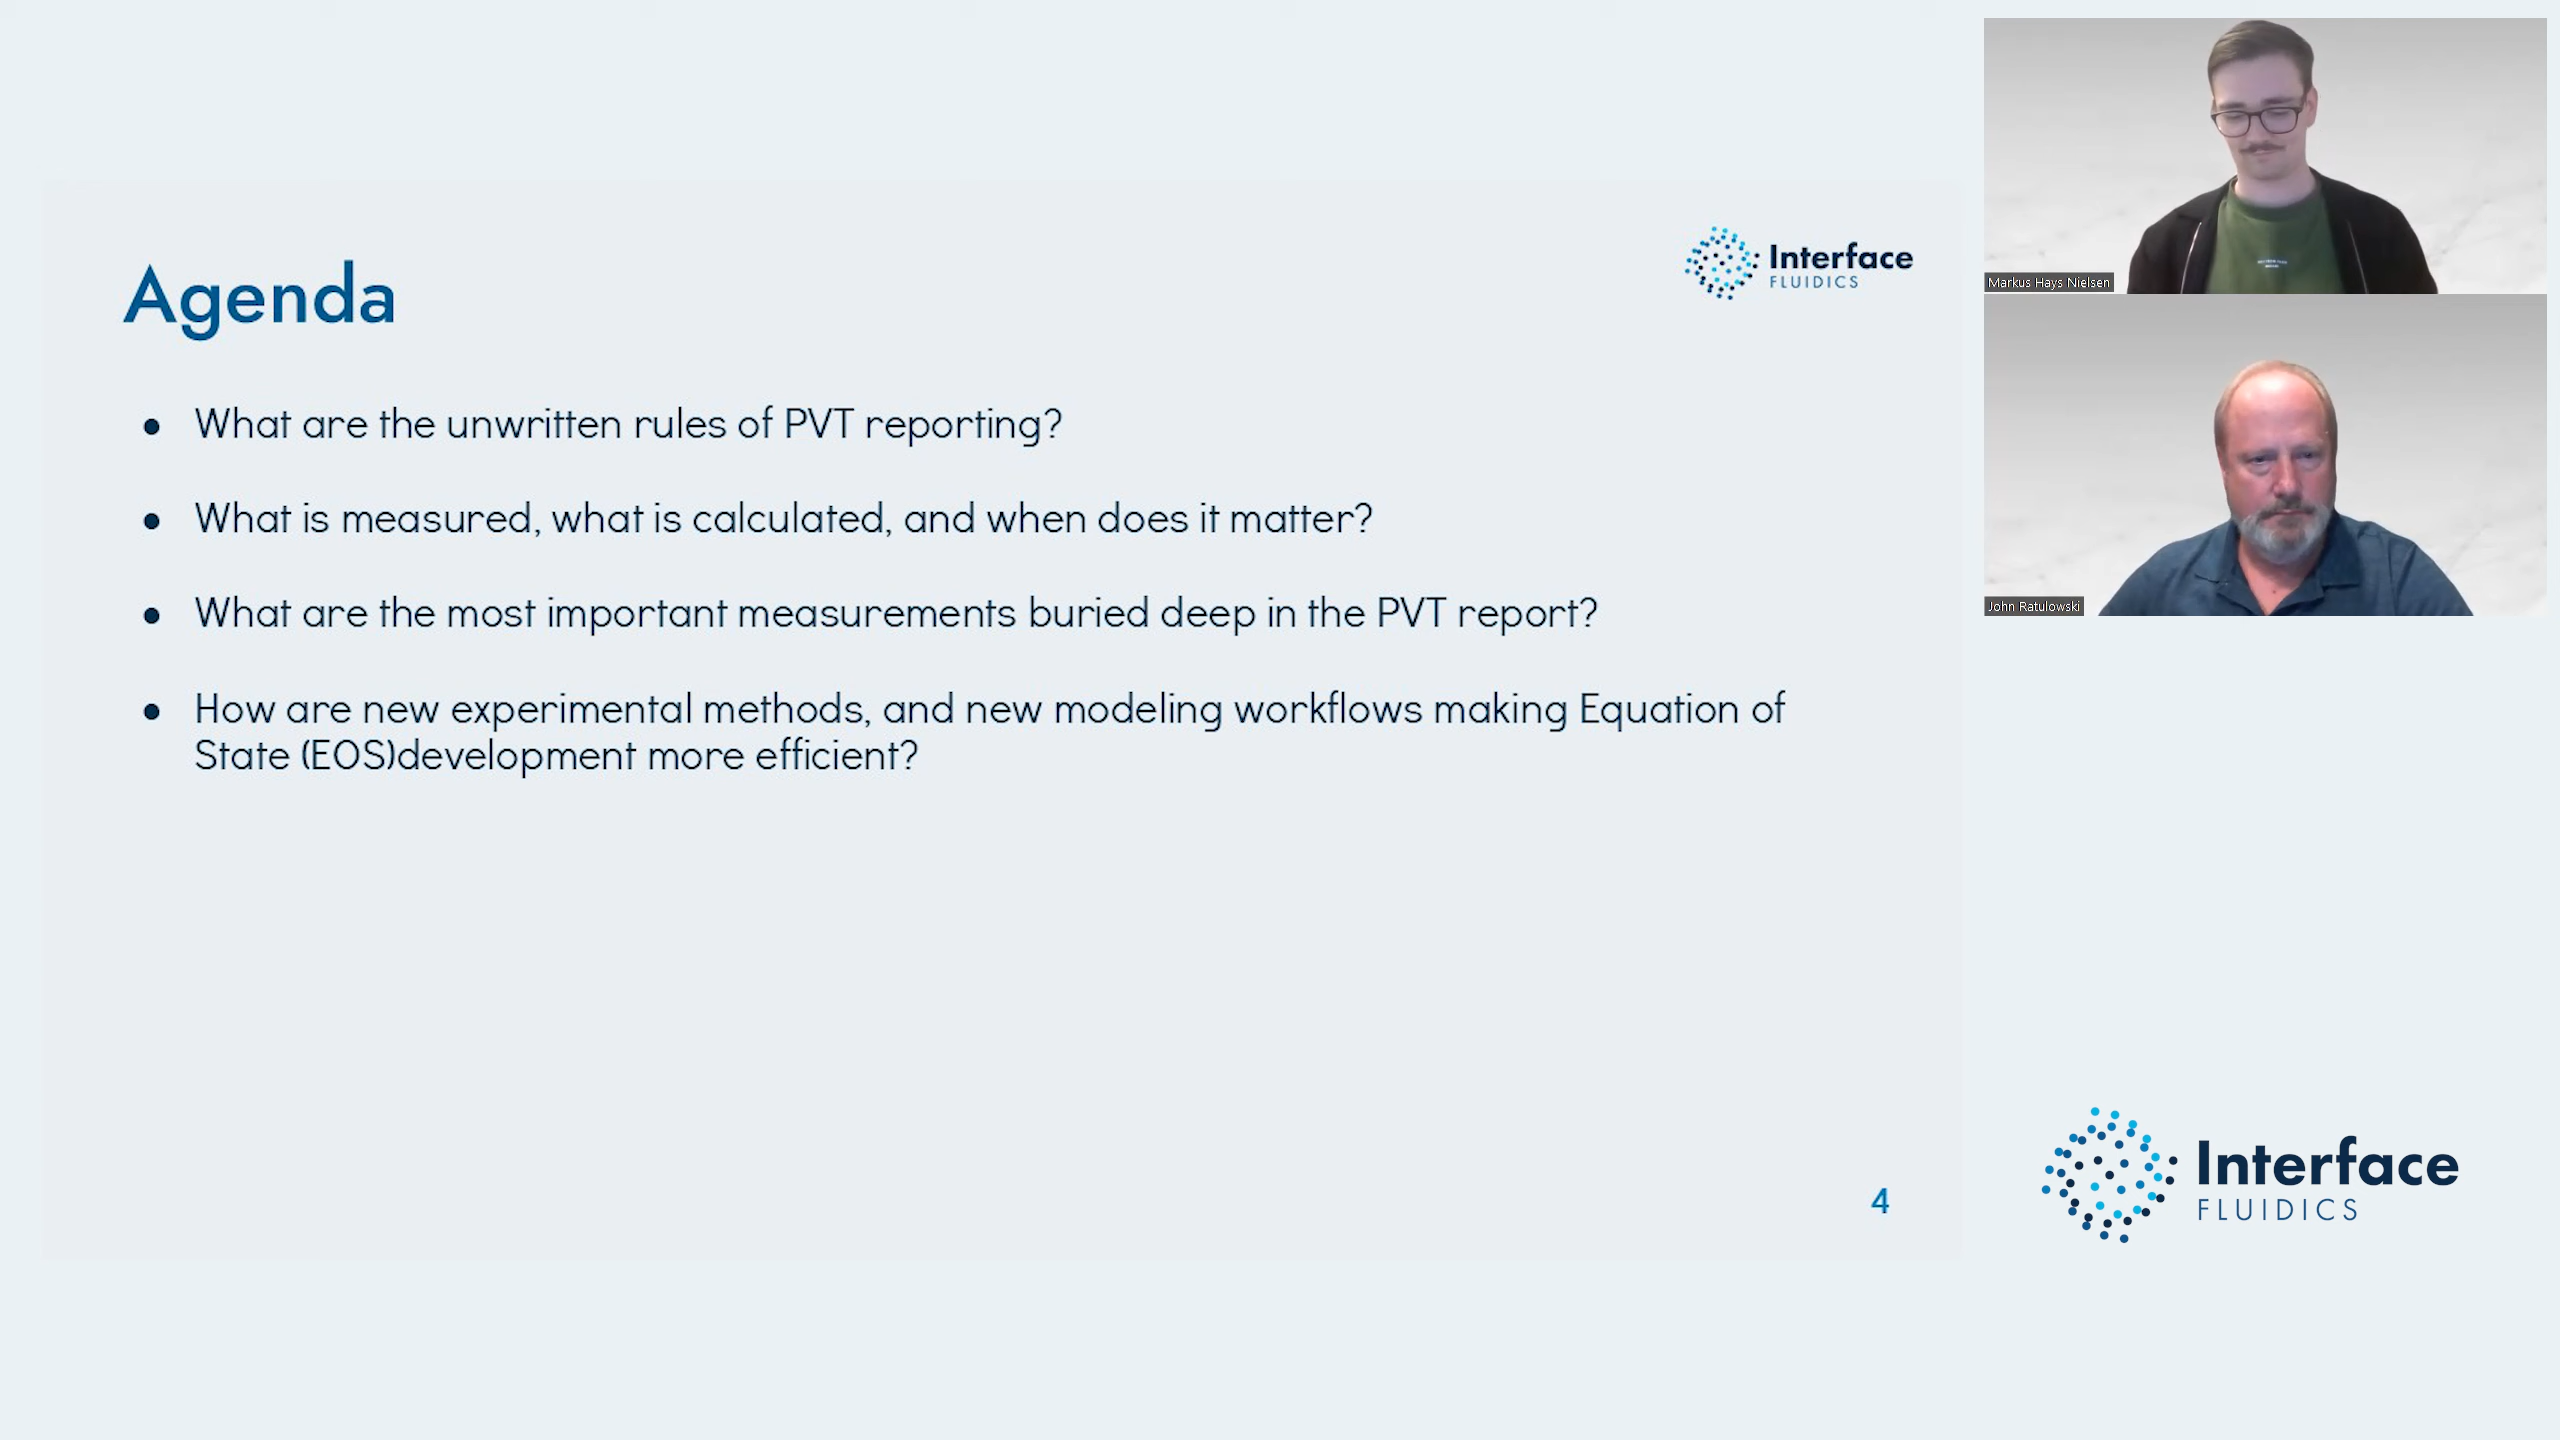 Agenda
Interface
FLUIDICS
● What are the unwritten rules of PVT reporting?
● What is measured, what is calculated, and when does it matter?
● What are the most important measurements buried deep in the PVT report?
● How are new experimental methods, and new modeling workflows making Equation of
State (EOS)development more efficient?
4
Markus Hays Nielsen
John Ratulowski
Interface
FLUIDICS